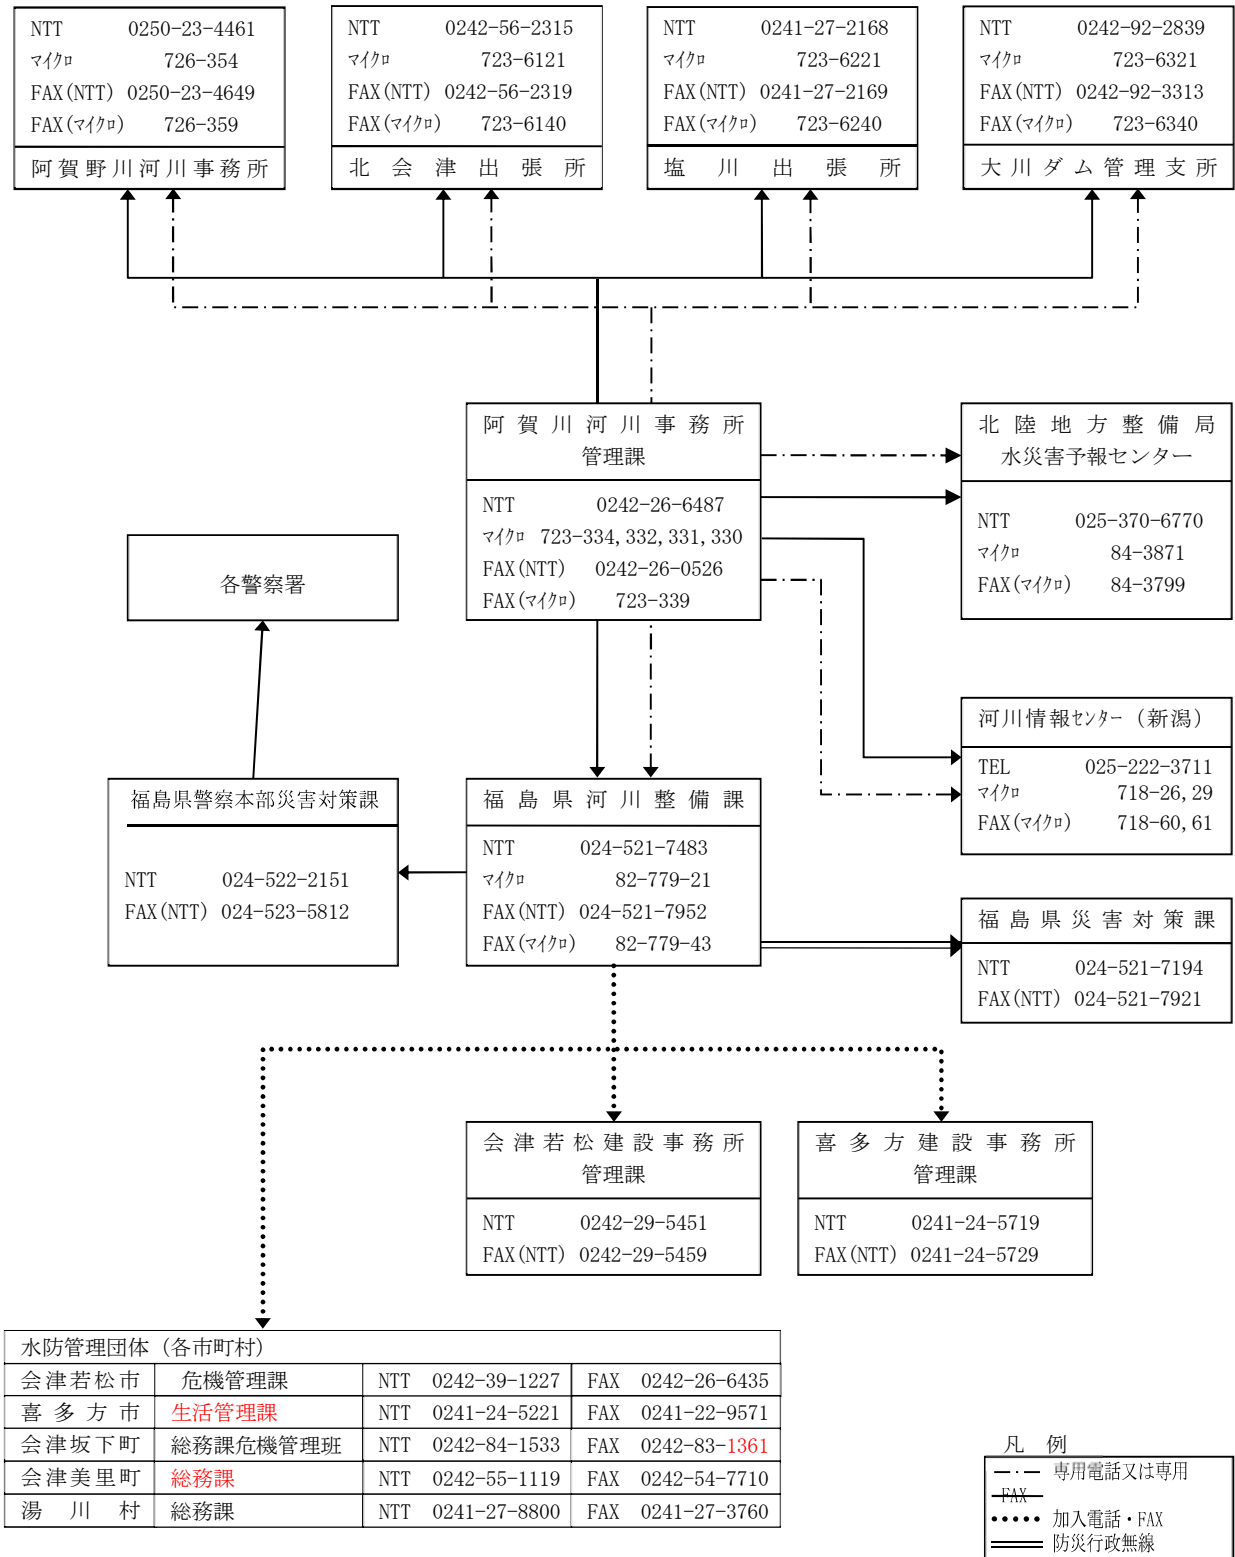 NTT 0250-23-4461
マイクロ 726-354
FAX(NTT) 0250-23-4649
FAX(マイクロ) 726-359
阿賀野川河川事務所
NTT 0242-56-2315
マイクロ 723-6121
FAX(NTT) 0242-56-2319
FAX(マイクロ) 723-6140
北会津出張所
NTT 0241-27-2168
マイクロ 723-6221
FAX(NTT) 0241-27-2169
FAX(マイクロ) 723-6240
塩川出張所
NTT 0242-92-2839
マイクロ 723-6321
FAX(NTT) 0242-92-3313
FAX(マイクロ) 723-6340
大川ダム管理支所
阿賀川河川事務所
管理課
NTT 0242-26-6487
マイクロ 723-334,332,331,330
FAX(NTT) 0242-26-0526
FAX(マイクロ) 723-339
北陸地方整備局
水災害予報センター
NTT 025-370-6770
マイクロ 84-3871
FAX(マイクロ) 84-3799
各警察署
河川情報センター（新潟）
TEL 025-222-3711
マイクロ 718-26,29
FAX(マイクロ) 718-60,61
福島県警察本部災害対策課
NTT 024-522-2151
FAX(NTT) 024-523-5812
福島県河川整備課
NTT 024-521-7483
マイクロ 82-779-21
FAX(NTT) 024-521-7952
FAX(マイクロ) 82-779-43
福島県災害対策課
NTT 024-521-7194
FAX(NTT) 024-521-7921
会津若松建設事務所
管理課
NTT 0242-29-5451
FAX(NTT) 0242-29-5459
喜多方建設事務所
管理課
NTT 0241-24-5719
FAX(NTT) 0241-24-5729
水防管理団体（各市町村）
会津若松市 危機管理課 NTT 0242-39-1227 FAX 0242-26-6435
喜多方市 生活管理課 NTT 0241-24-5221 FAX 0241-22-9571
会津坂下町 総務課危機管理班 NTT 0242-84-1533 FAX 0242-83-1361
会津美里町 総務課 NTT 0242-55-1119 FAX 0242-54-7710
湯川村 総務課 NTT 0241-27-8800 FAX 0241-27-3760
凡例
専用電話又は専用
FAX
加入電話・FAX
防災行政無線